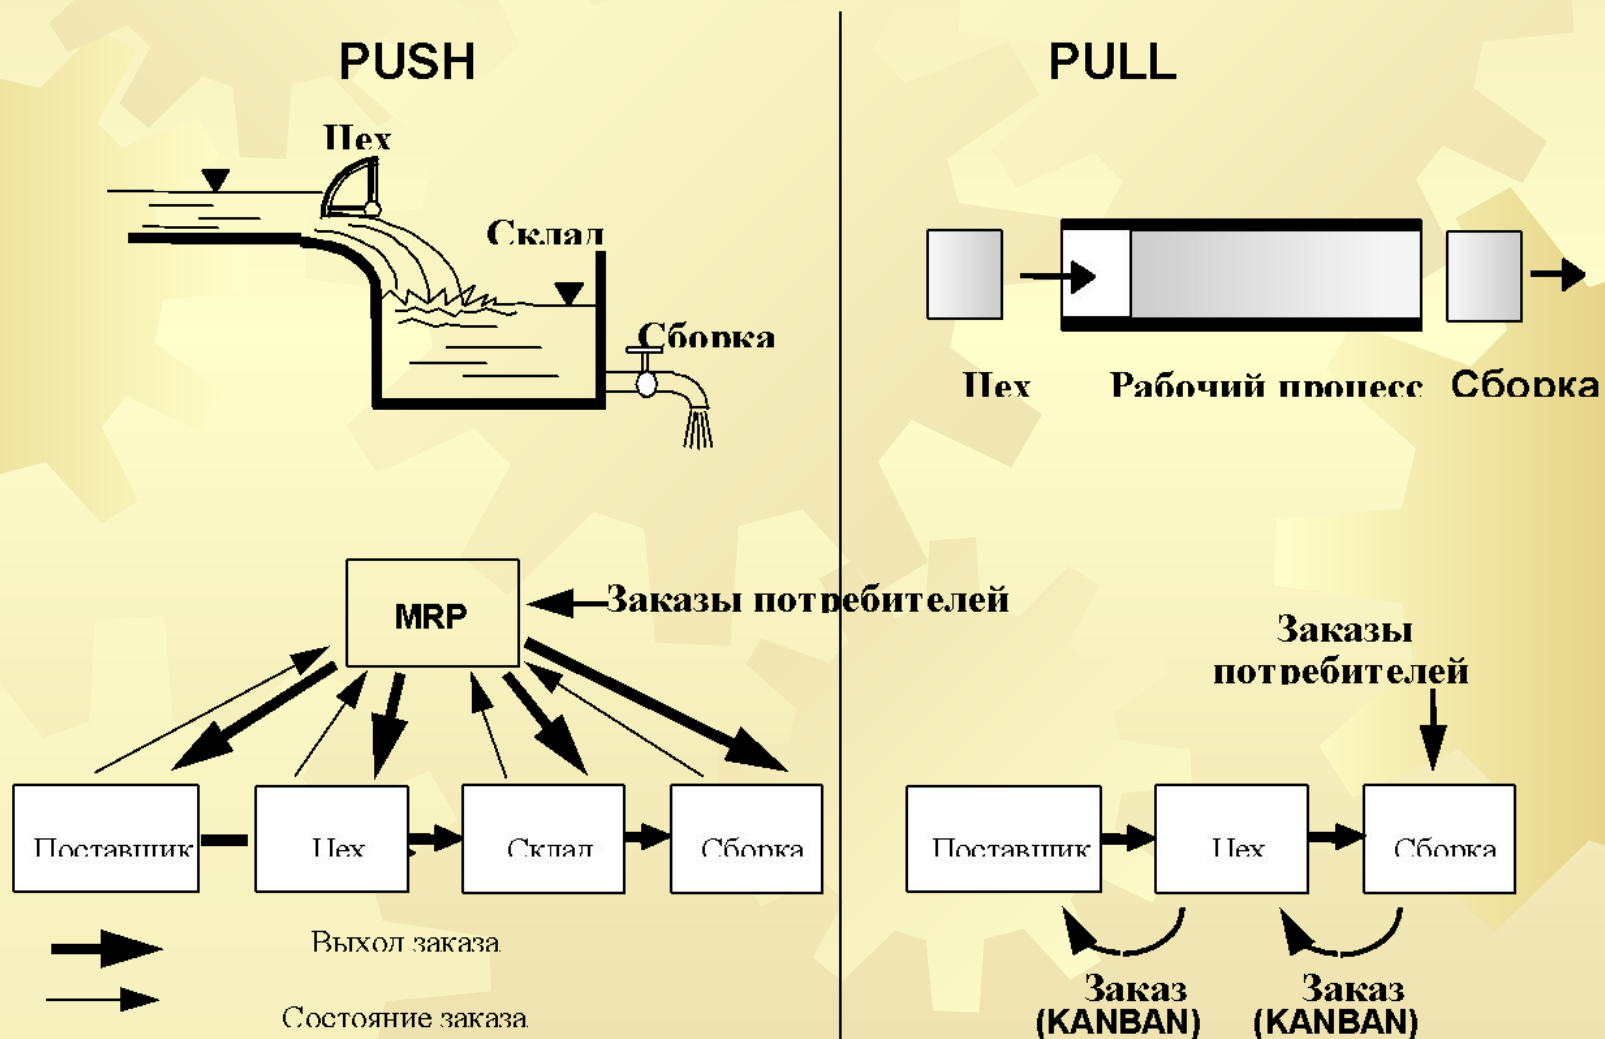 PUSH
Цех
Склад
Сборка
MRP
Заказы потребителей
Поставщик
Цех
Склад
Сборка
Выход заказа
Состояние заказа
PULL
Цех
Рабочий процесс
Сборка
Заказы
потребителей
Поставщик
Цех
Сборка
Заказ
(KANBAN)
Заказ
(KANBAN)